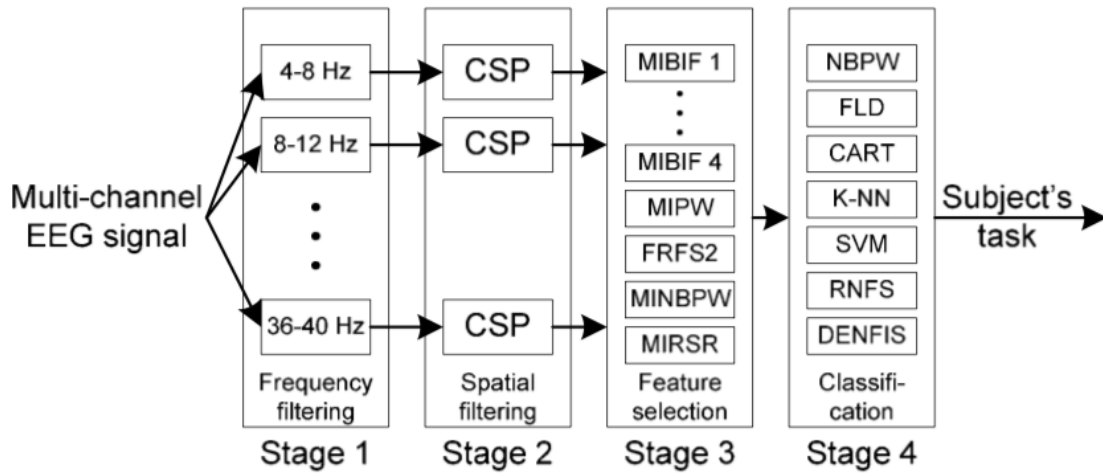 Multi-channel
EEG signal
4-8 Hz
8-12 Hz
36-40 Hz
Frequency
filtering
Stage 1
CSP
CSP
CSP
Spatial
filtering
Stage 2
MIBIF 1
MIBIF 4
MIPW
FRFS2
MINBPW
MIRSR
Feature
selection
Stage 3
NBPW
FLD
CART
K-NN
SVM
RNFS
DENFIS
Classifi-
cation
Stage 4
Subject's
task